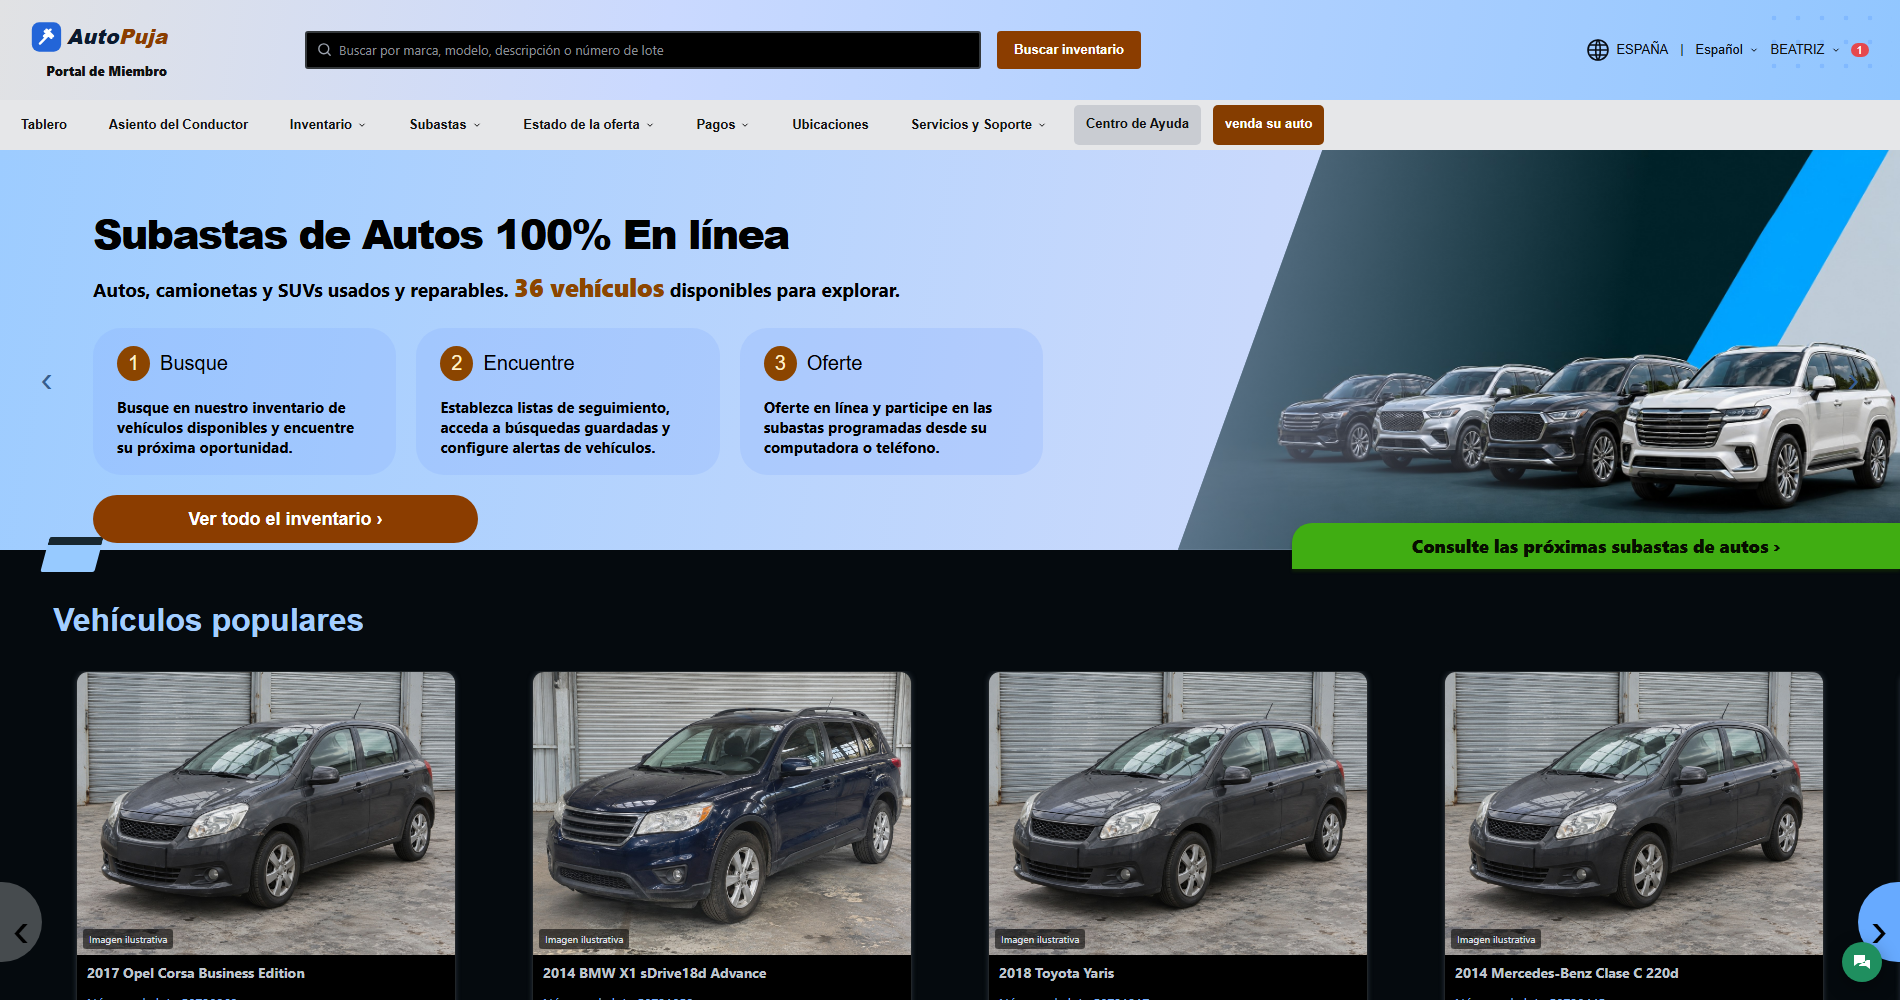 AutoPuja
Portal de Miembro
Buscar por marca, modelo, descripción o número de lote
Buscar inventario
ESPAÑA | Español BEATRIZ 1
Tablero Asiento del Conductor Inventario Subastas Estado de la oferta Pagos Ubicaciones Servicios y Soporte Centro de Ayuda venda su auto
Subastas de Autos 100% En línea
Autos, camionetas y SUVs usados y reparables. 36 vehículos disponibles para explorar.
1 Busque
Busque en nuestro inventario de
vehículos disponibles y encuentre
su próxima oportunidad.
2 Encuentre
Establezca listas de seguimiento,
acceda a búsquedas guardadas y
configure alertas de vehículos.
3 Oferte
Oferte en línea y participe en las
subastas programadas desde su
computadora o teléfono.
Ver todo el inventario ›
Consulte las próximas subastas de autos ›
Vehículos populares
Imagen ilustrativa
2017 Opel Corsa Business Edition
Imagen ilustrativa
2014 BMW X1 sDrive18d Advance
Imagen ilustrativa
2018 Toyota Yaris
Imagen ilustrativa
2014 Mercedes-Benz Clase C 220d